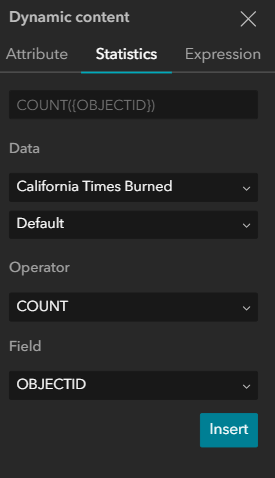 Dynamic content
Attribute Statistics Expression
COUNT({OBJECTID})
Data
California Times Burned
Default
Operator
COUNT
Field
OBJECTID
Insert